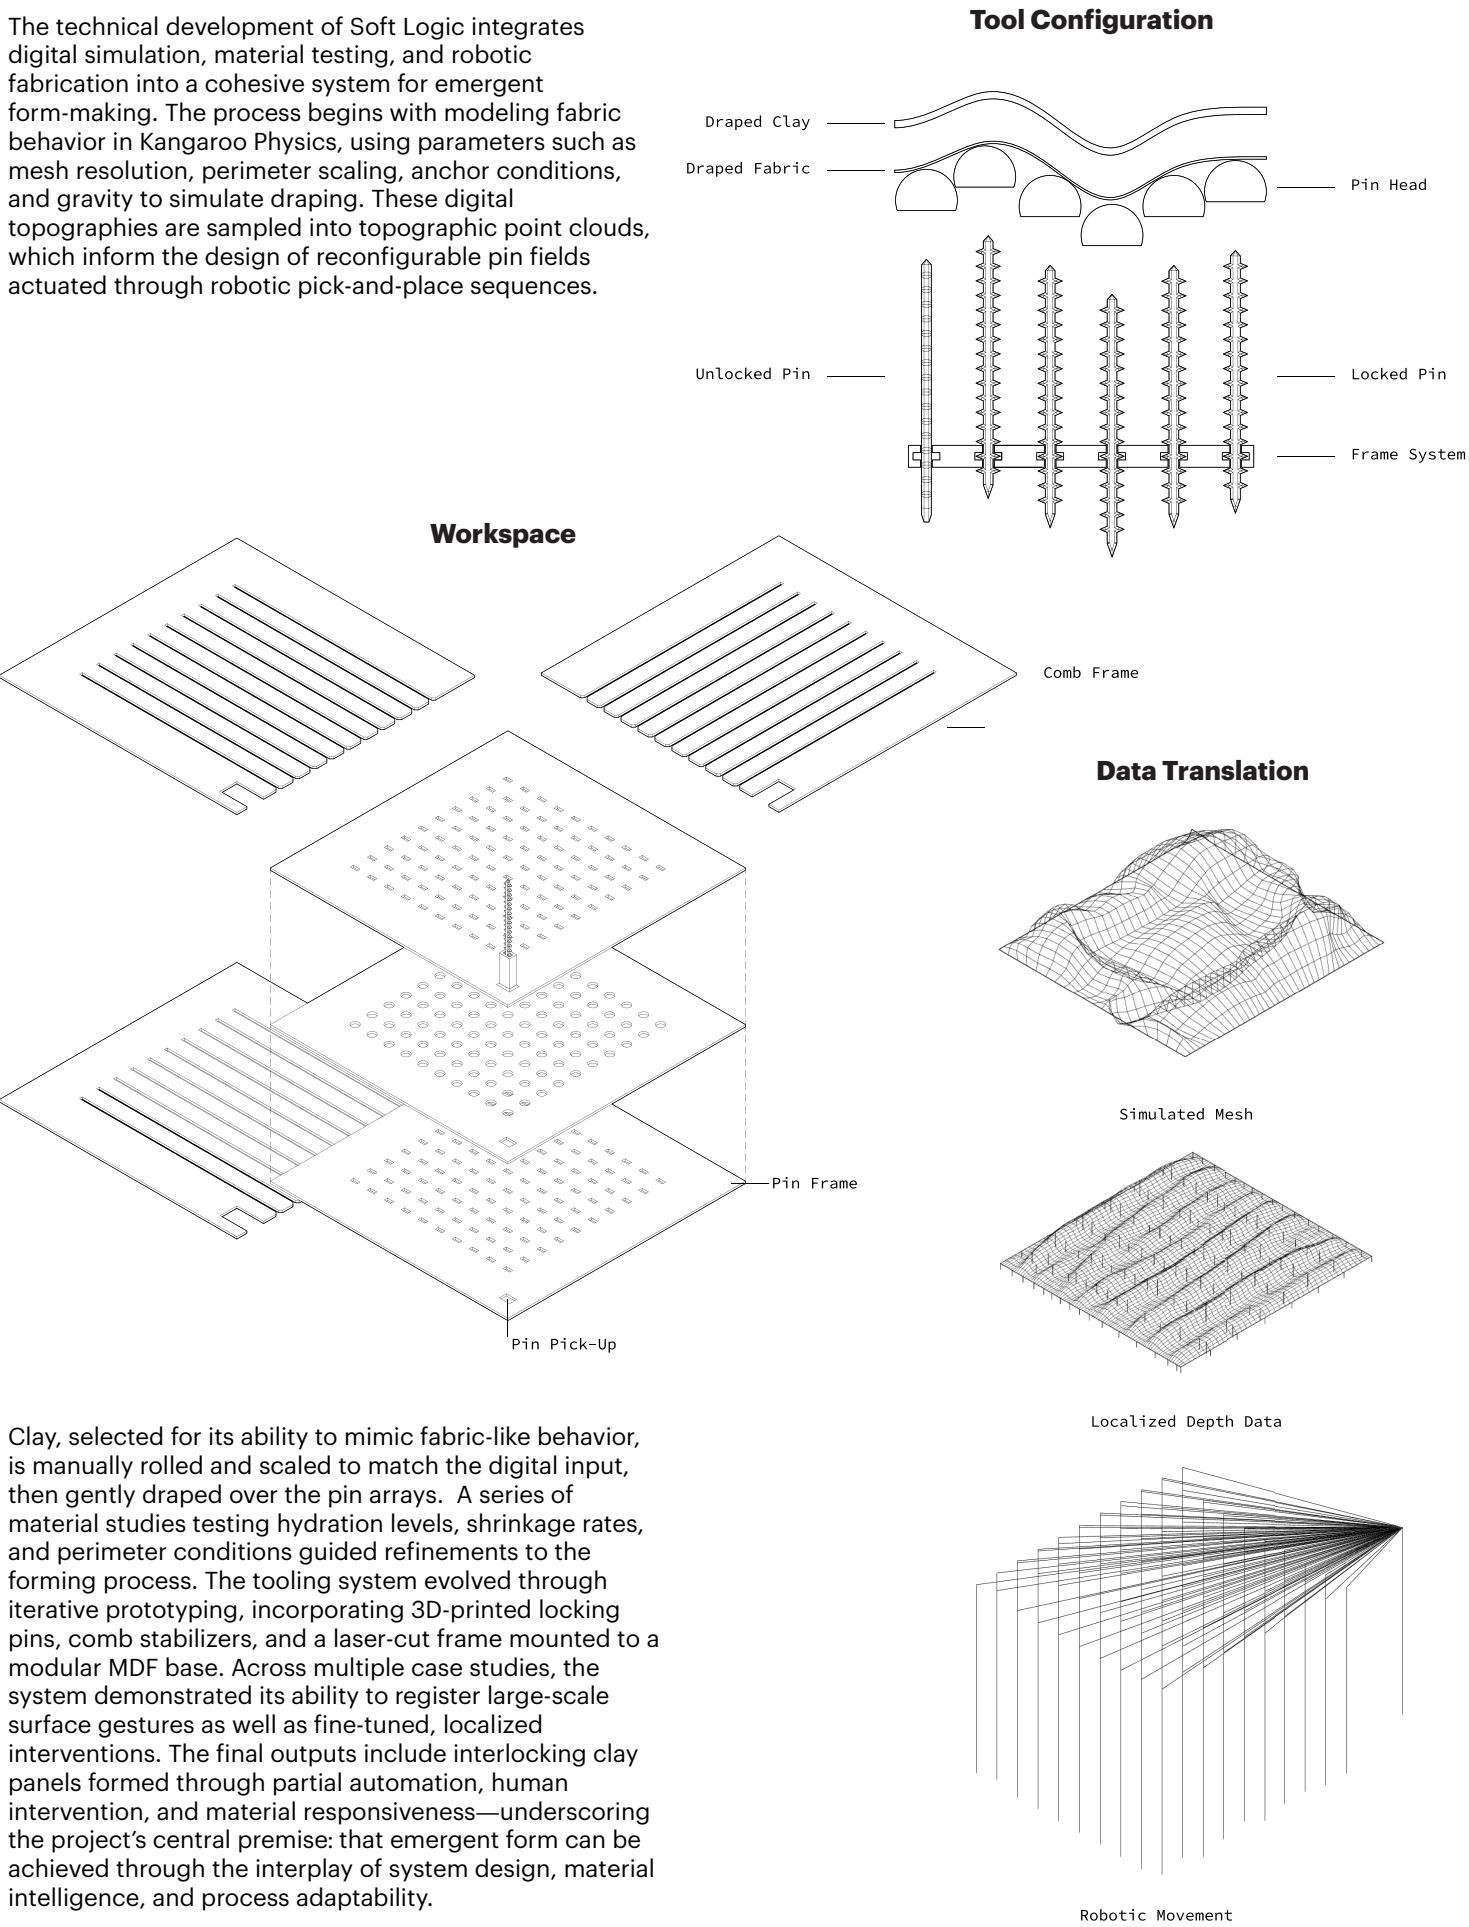 The technical development of Soft Logic integrates
digital simulation, material testing, and robotic
fabrication into a cohesive system for emergent
form-making. The process begins with modeling fabric
behavior in Kangaroo Physics, using parameters such as
mesh resolution, perimeter scaling, anchor conditions,
and gravity to simulate draping. These digital
topographies are sampled into topographic point clouds,
which inform the design of reconfigurable pin fields
actuated through robotic pick-and-place sequences.
Tool Configuration
Draped Clay
Draped Fabric
Pin Head
Unlocked Pin
Locked Pin
Frame System
Workspace
Comb Frame
Pin Frame
Pin Pick-Up
Data Translation
Simulated Mesh
Localized Depth Data
Robotic Movement
Clay, selected for its ability to mimic fabric-like behavior,
is manually rolled and scaled to match the digital input,
then gently draped over the pin arrays.  A series of
material studies testing hydration levels, shrinkage rates,
and perimeter conditions guided refinements to the
forming process. The tooling system evolved through
iterative prototyping, incorporating 3D-printed locking
pins, comb stabilizers, and a laser-cut frame mounted to a
modular MDF base. Across multiple case studies, the
system demonstrated its ability to register large-scale
surface gestures as well as fine-tuned, localized
interventions. The final outputs include interlocking clay
panels formed through partial automation, human
intervention, and material responsiveness—underscoring
the project’s central premise: that emergent form can be
achieved through the interplay of system design, material
intelligence, and process adaptability.